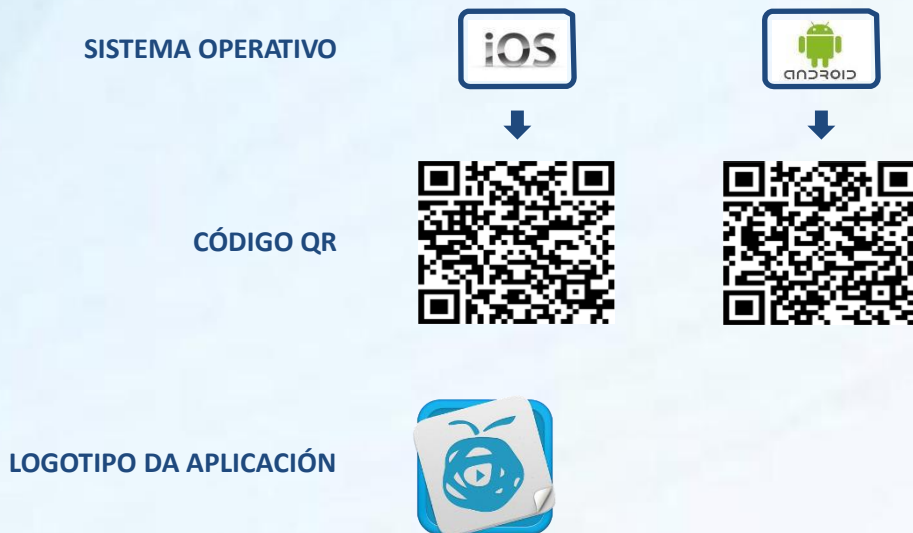 SISTEMA OPERATIVO
iOS
ANDROID
CÓDIGO QR
LOGOTIPO DA APLICACIÓN